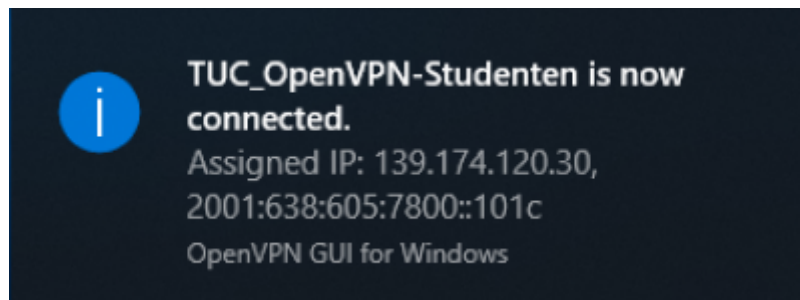 TUC_OpenVPN-Studenten is now
connected.
Assigned IP: 139.174.120.30,
2001:638:605:7800::101c
OpenVPN GUI for Windows